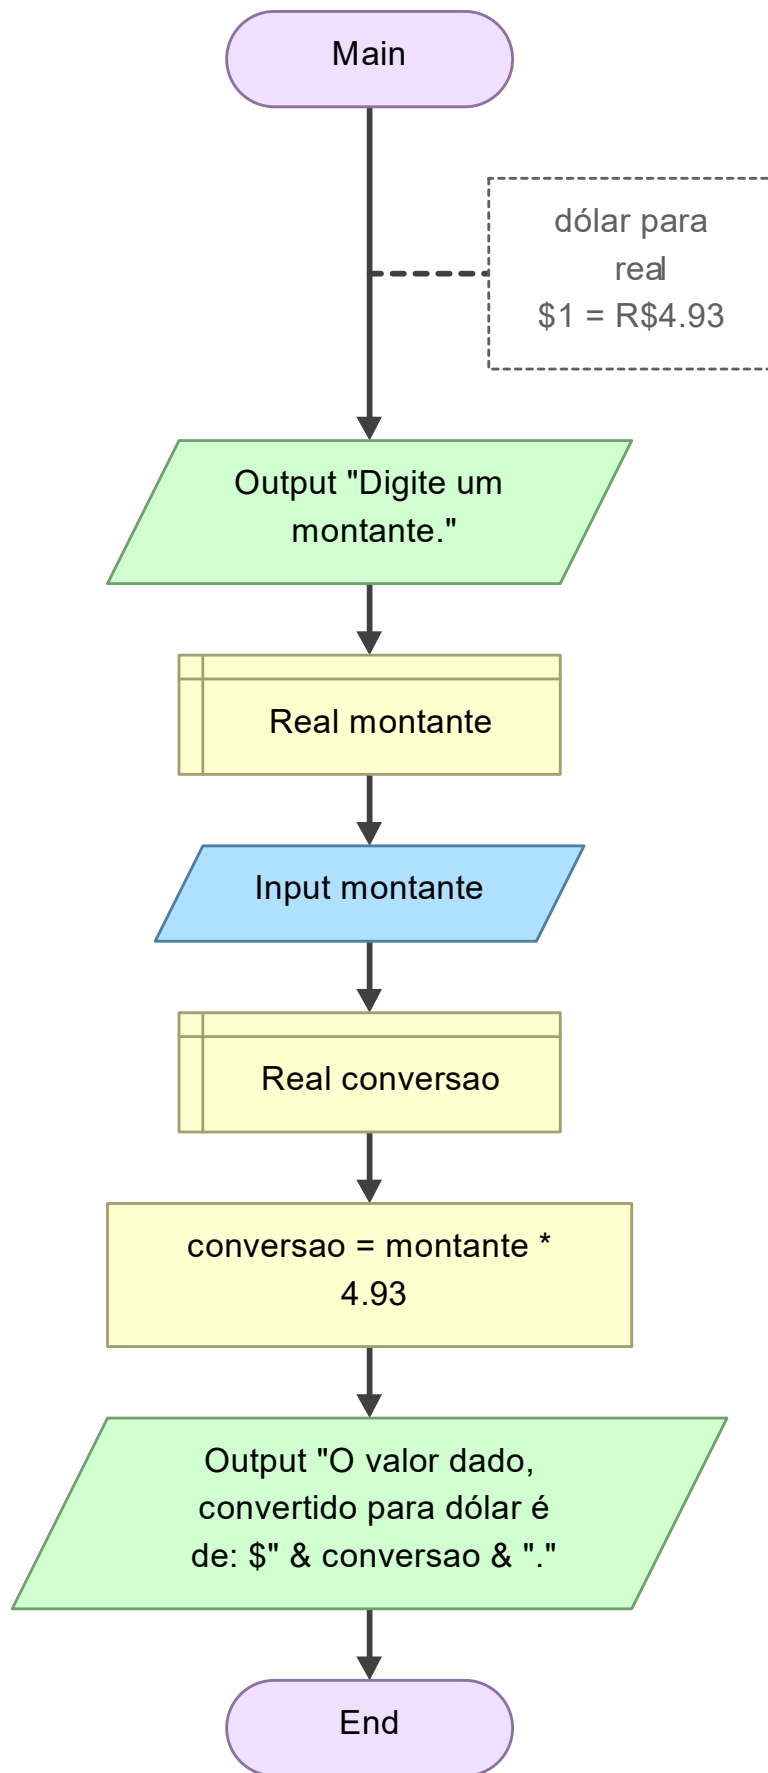 Main
dólar para
real
$1 = R$4.93
Output "Digite um
montante."
Real montante
Input montante
Real conversao
conversao = montante *
4.93
Output "O valor dado,
convertido para dólar é
de: $" & conversao & "."
End